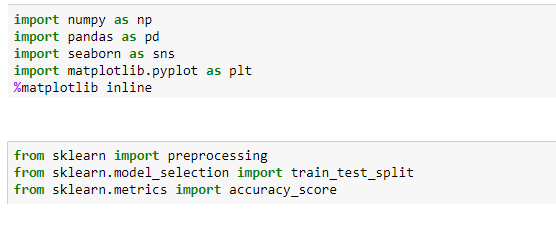 import numpy as np
import pandas as pd
import seaborn as sns
import matplotlib.pyplot as plt
%matplotlib inline
from sklearn import preprocessing
from sklearn.model_selection import train_test_split
from sklearn.metrics import accuracy_score